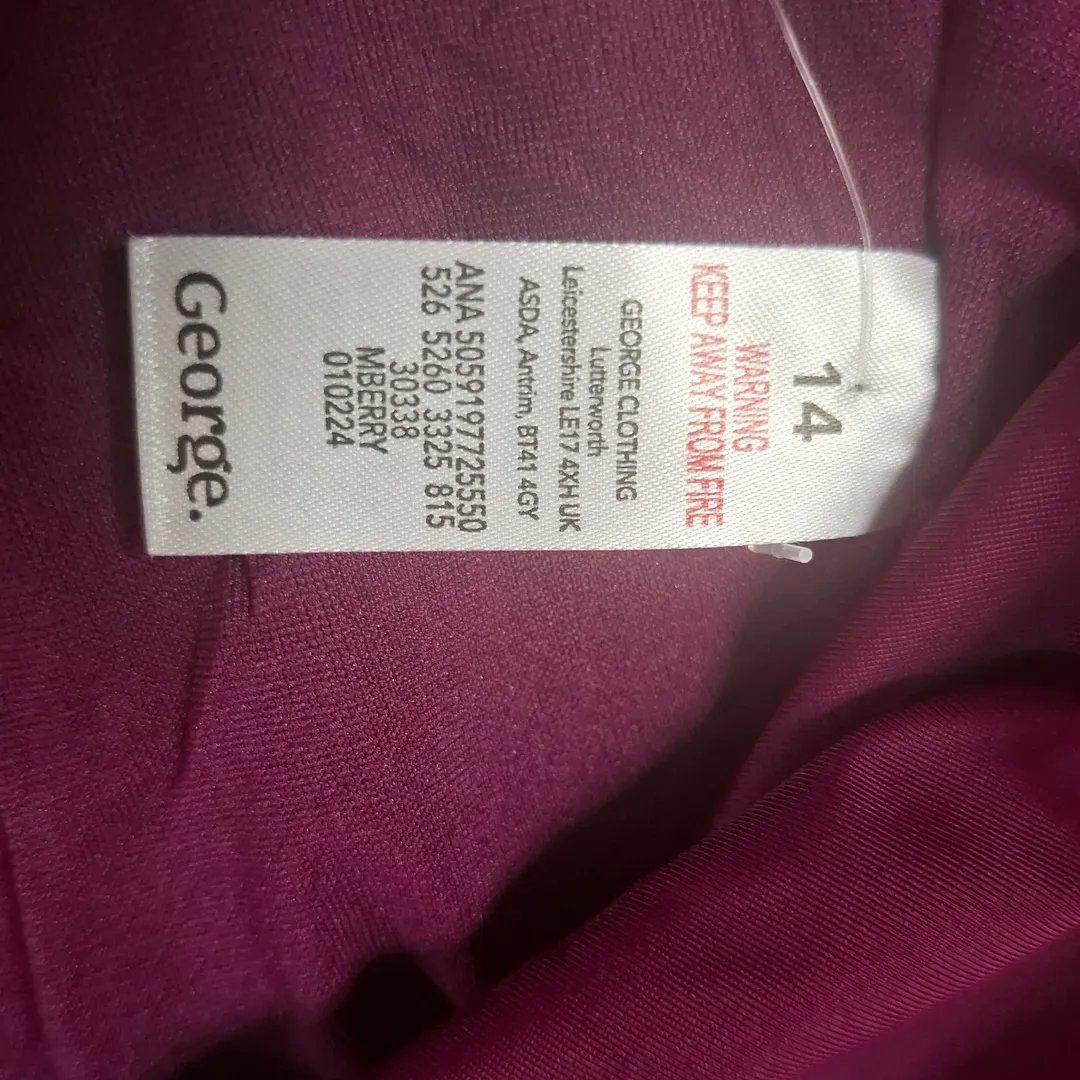 14
WARNING
KEEP AWAY FROM FIRE
GEORGE CLOTHING
Lutterworth
Leicestershire LE17 4XH UK
ASDA, Antrim, BT41 4GY
ANA 5059197725550
526 5260 3325 815
30338
MBERRY
010224
George.